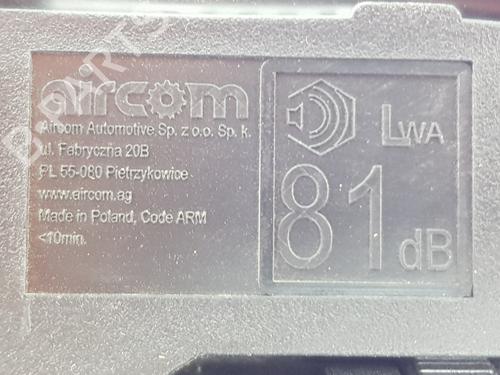 aircom
Aircom Automotive Sp. z o.o. Sp. k.
ul. Fabryczna 20B
PL 55-080 Pietrzykowice
www.aircom.ag
Made in Poland, Code ARM
<10min.
LWA
81 dB
B-PARTS